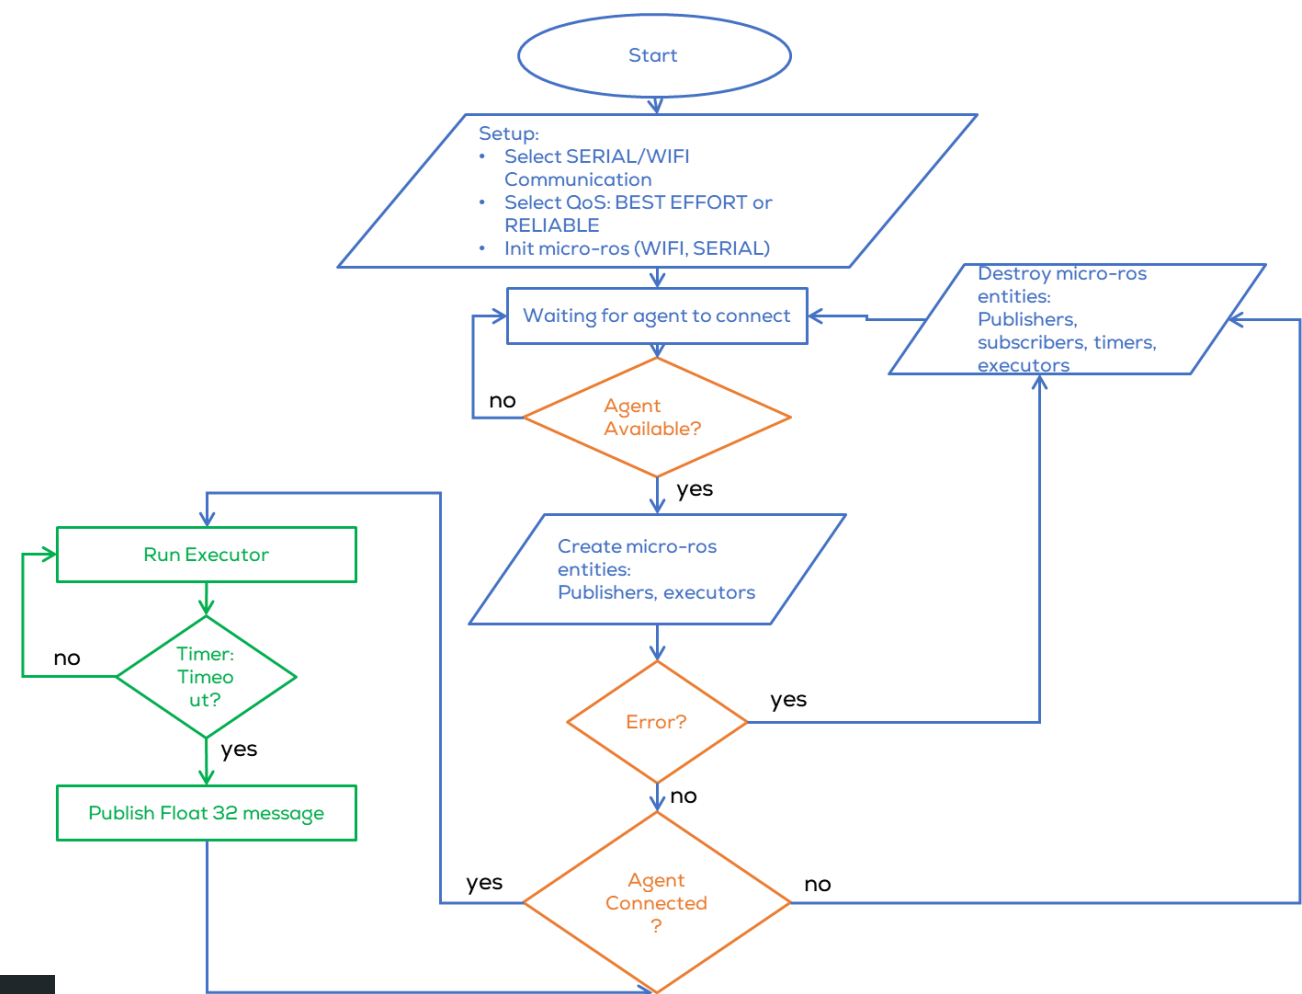 Start
Setup:
• Select SERIAL/WIFI
Communication
• Select QoS: BEST EFFORT or
RELIABLE
• Init micro-ros (WIFI, SERIAL)
Destroy micro-ros
entities:
Publishers,
subscribers, timers,
executors
Waiting for agent to connect
no
Agent
Available?
yes
Create micro-ros
entities:
Publishers, executors
Run Executor
no
Timer:
Timeo
ut?
yes
Publish Float 32 message
Error?
yes
no
yes
Agent
Connected
?
no